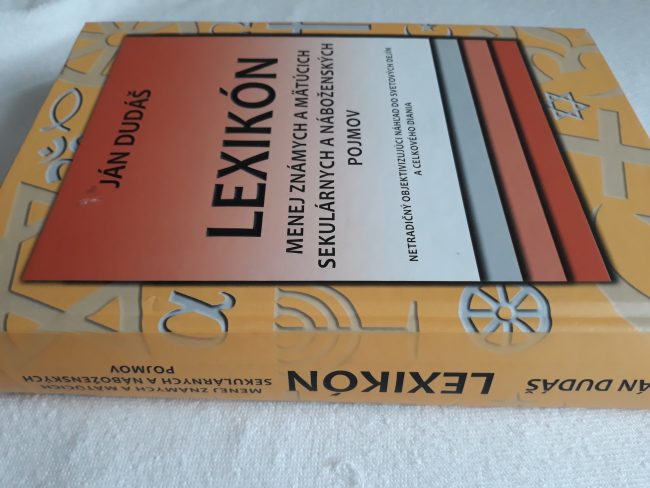 JÁN DUDÁŠ
LEXIKÓN
MENEJ ZNÁMYCH A MÄTÚCICH
SEKULÁRNYCH A NÁBOŽENSKÝCH
POJMOV
NETRADIČNÝ OBJEKTIVIZUJÚCI NÁHĽAD DO SVETOVÝCH DEJÍN
A CELKOVÉHO DIANIA
ÁN DUDÁŠ
LEXIKÓN
MENEJ ZNÁMYCH A MÄTÚCICH
SEKULÁRNYCH A NÁBOŽENSKÝCH
POJMOV